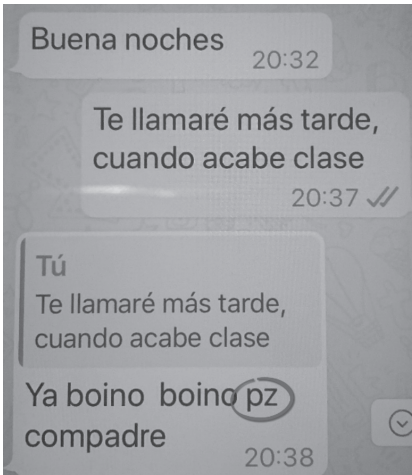 Buena noches
20:32
Te llamaré más tarde,
cuando acabe clase
20:37
Tú
Te llamaré más tarde,
cuando acabe clase
Ya boino boino pz
compadre
20:38